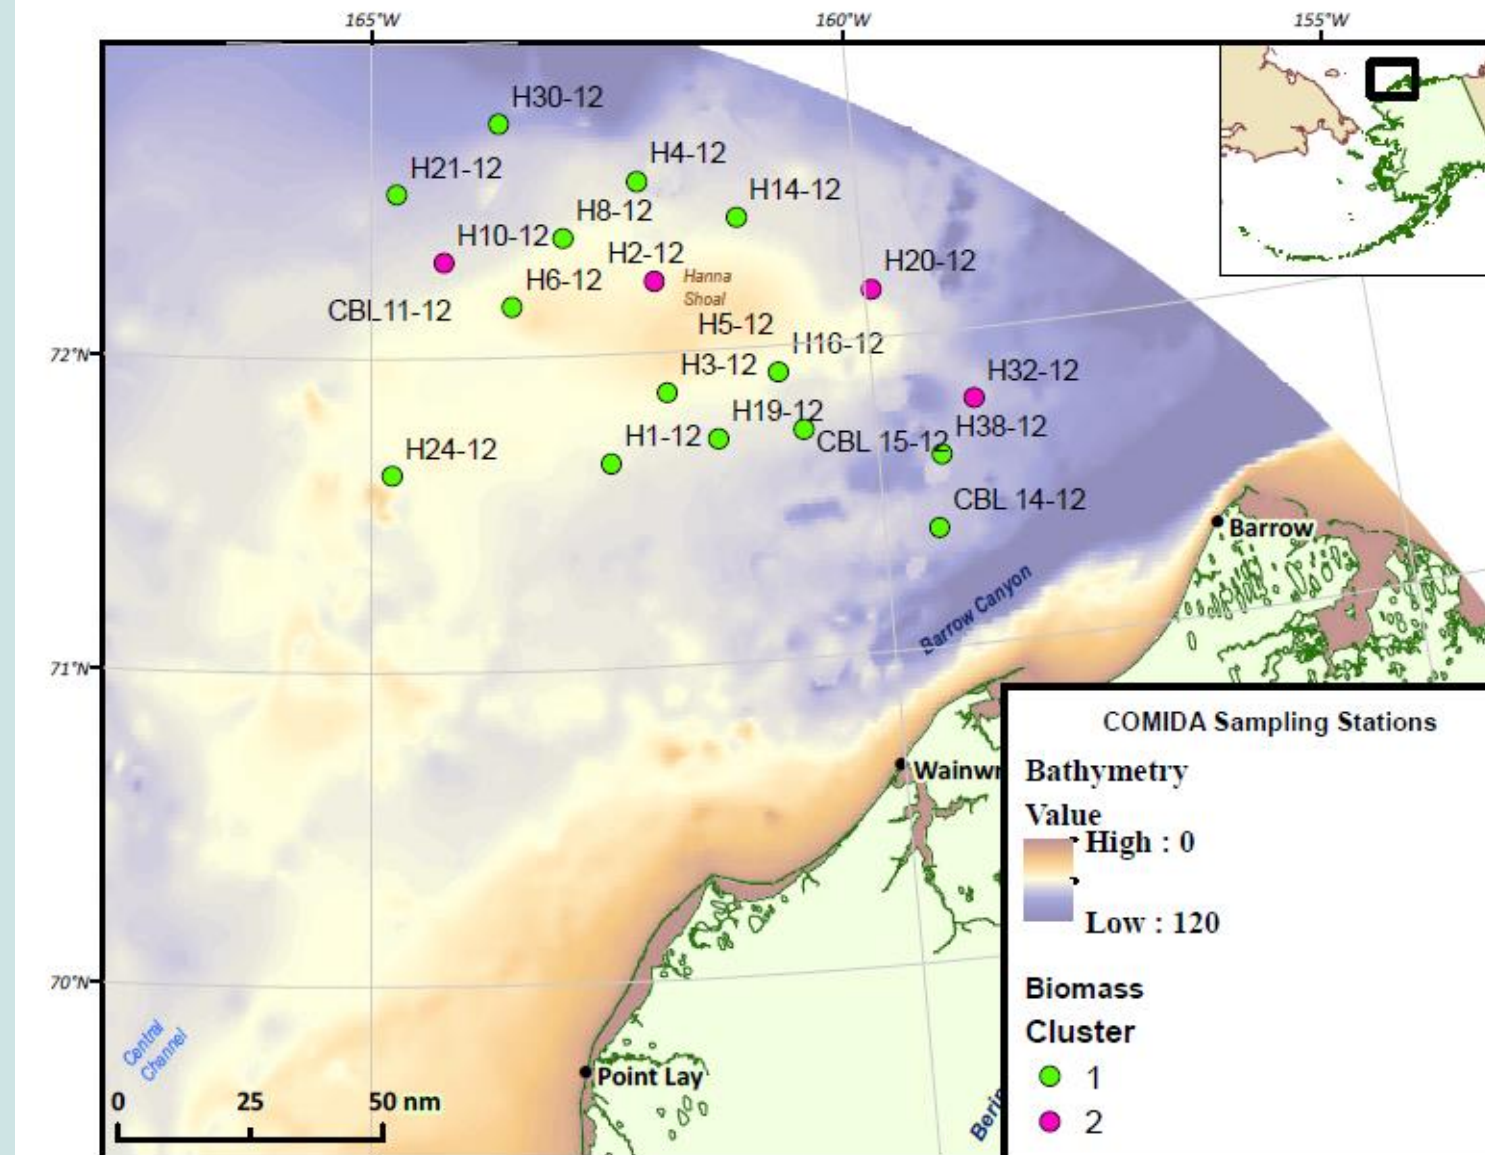 165°W
160°W
155°W
H30-12
H4-12
H21-12
H14-12
H8-12
H10-12
H2-12
H20-12
H6-12
Hanna
Shoal
CBL11-12
H5-12
H16-12
72°N
H3-12
H32-12
H19-12
H38-12
H1-12
CBL 15-12
H24-12
CBL 14-12
Barrow
Barrow Canyon
71°N
COMIDA Sampling Stations
Wainwr
Bathymetry
Value
High : 0
Low : 120
70°N
Biomass
Cluster
Central
Channel
Point Lay
1
0 25 50 nm
2
Berin